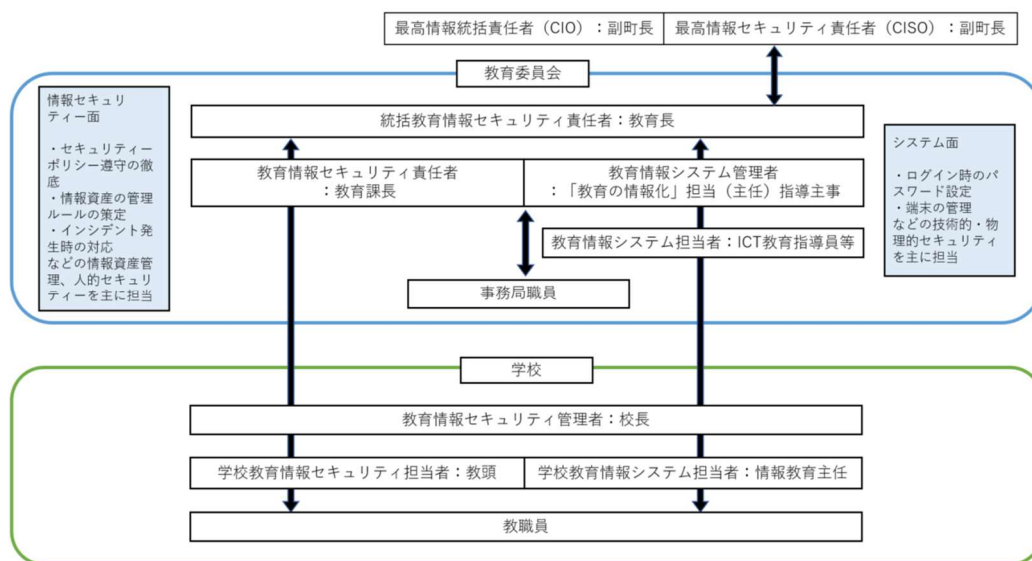 最高情報統括責任者（CIO）：副町長
最高情報セキュリティ責任者（CISO）：副町長
教育委員会
情報セキュリ
ティー面
・セキュリティー
ポリシー遵守の徹
底
・情報資産の管理
ルールの策定
・インシデント発
生時の対応
などの情報資産管
理、人的セキュリ
ティーを主に担当
統括教育情報セキュリティ責任者：教育長
教育情報セキュリティ責任者
：教育課長
教育情報システム管理者
：「教育の情報化」担当（主任）指導主事
教育情報システム担当者：ICT教育指導員等
事務局職員
システム面
・ログイン時のパ
スワード設定
・端末の管理
などの技術的・物
理的セキュリティ
を主に担当
学校
教育情報セキュリティ管理者：校長
学校教育情報セキュリティ担当者：教頭
学校教育情報システム担当者：情報教育主任
教職員